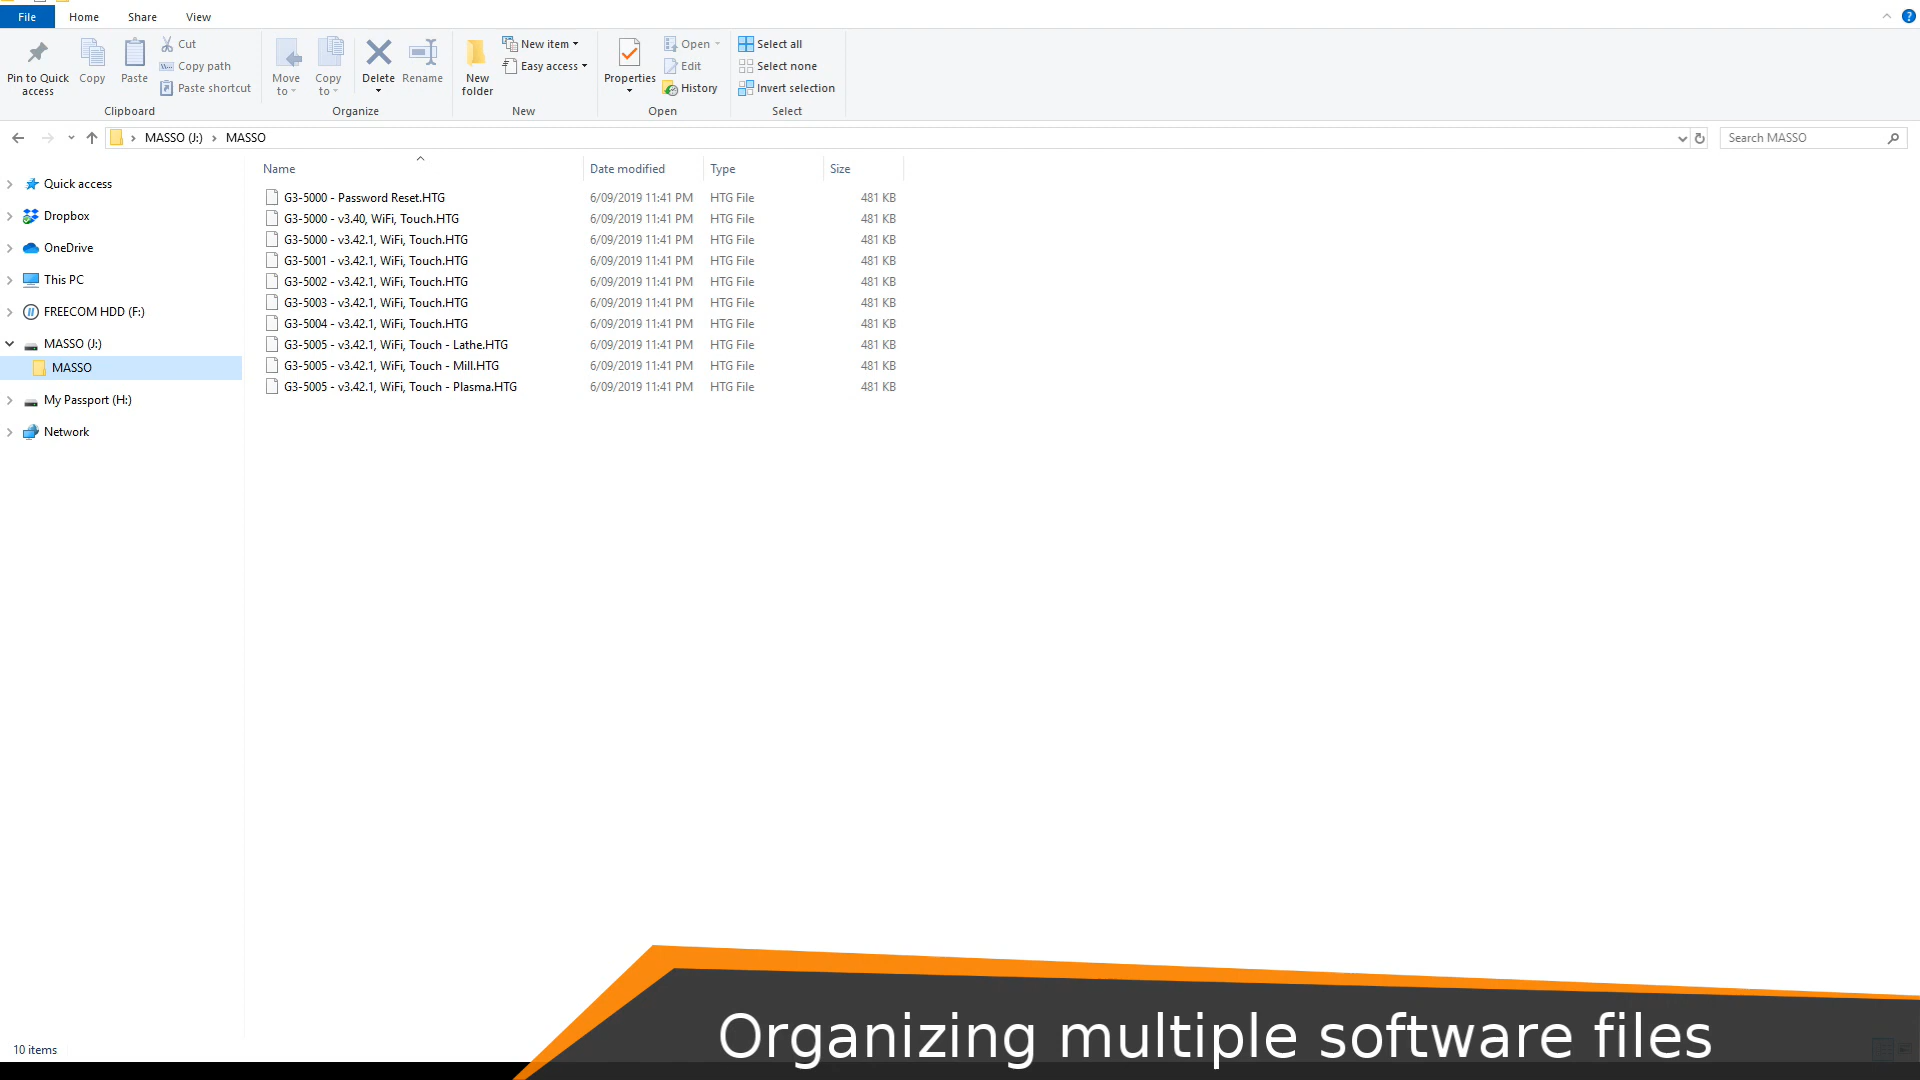 File Home Share View
Pin to Quick access
Copy
Paste
Cut
Copy path
Paste shortcut
Clipboard
Move to
Copy to
Delete
Rename
Organize
New folder
New item
Easy access
New
Properties
Open
Edit
History
Open
Select all
Select none
Invert selection
Select
MASSO (J:) MASSO
Search MASSO
Quick access
Dropbox
OneDrive
This PC
FREECOM HDD (F:)
MASSO (J:)
MASSO
My Passport (H:)
Network
Name Date modified Type Size
G3-5000 - Password Reset.HTG 6/09/2019 11:41 PM HTG File 481 KB
G3-5000 - v3.40, WiFi, Touch.HTG 6/09/2019 11:41 PM HTG File 481 KB
G3-5000 - v3.42.1, WiFi, Touch.HTG 6/09/2019 11:41 PM HTG File 481 KB
G3-5001 - v3.42.1, WiFi, Touch.HTG 6/09/2019 11:41 PM HTG File 481 KB
G3-5002 - v3.42.1, WiFi, Touch.HTG 6/09/2019 11:41 PM HTG File 481 KB
G3-5003 - v3.42.1, WiFi, Touch.HTG 6/09/2019 11:41 PM HTG File 481 KB
G3-5004 - v3.42.1, WiFi, Touch.HTG 6/09/2019 11:41 PM HTG File 481 KB
G3-5005 - v3.42.1, WiFi, Touch - Lathe.HTG 6/09/2019 11:41 PM HTG File 481 KB
G3-5005 - v3.42.1, WiFi, Touch - Mill.HTG 6/09/2019 11:41 PM HTG File 481 KB
G3-5005 - v3.42.1, WiFi, Touch - Plasma.HTG 6/09/2019 11:41 PM HTG File 481 KB
10 items
Organizing multiple software files